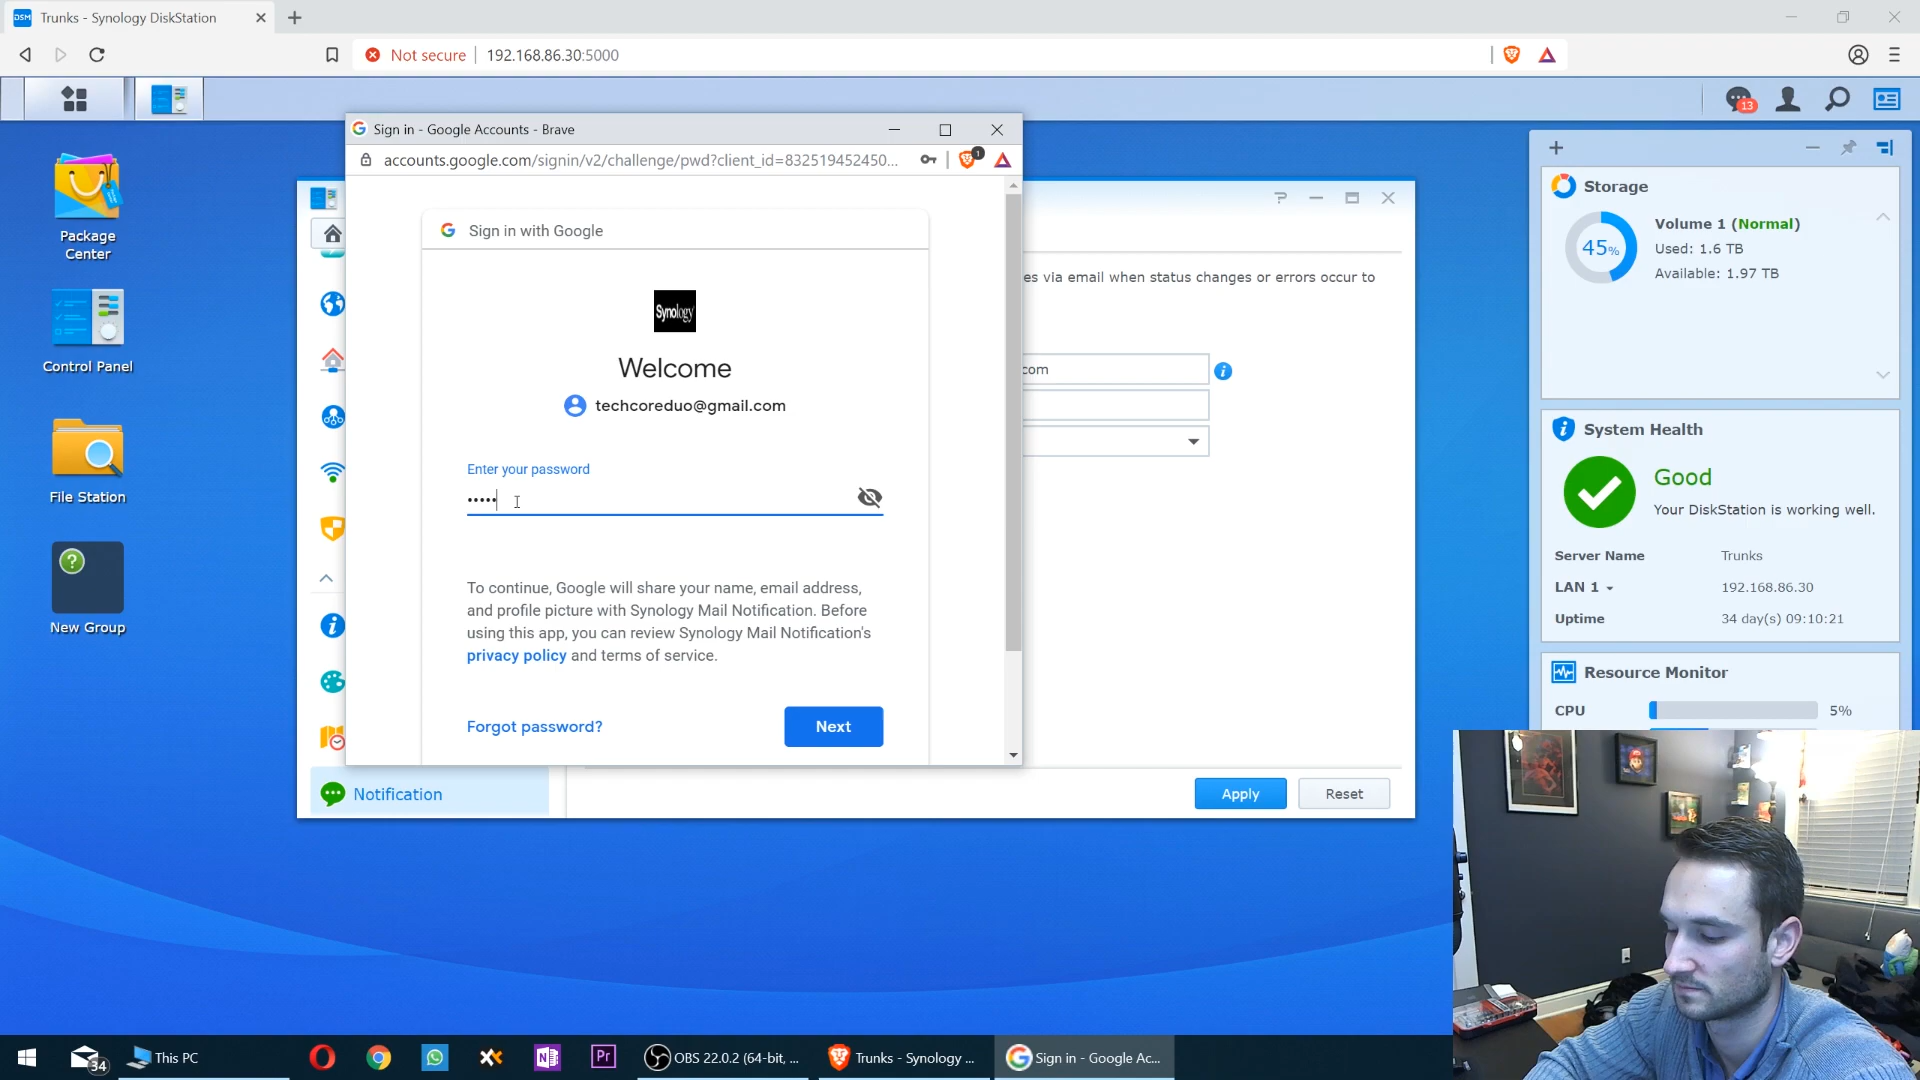 Trunks - Synology DiskStation
Not secure
192.168.86.30:5000
13
Sign in - Google Accounts - Brave
accounts.google.com/signin/v2/challenge/pwd?client_id=832519452450...
1
Sign in with Google
Synology
Welcome
techcoreduo@gmail.com
Enter your password
To continue, Google will share your name, email address,
and profile picture with Synology Mail Notification. Before
using this app, you can review Synology Mail Notification's
privacy policy and terms of service.
Forgot password?
Next
Package
Center
Control Panel
File Station
New Group
es via email when status changes or errors occur to
com
Notification
Apply
Reset
Storage
45%
Volume 1 (Normal)
Used: 1.6 TB
Available: 1.97 TB
System Health
Good
Your DiskStation is working well.
Server Name
Trunks
LAN 1
192.168.86.30
Uptime
34 day(s) 09:10:21
Resource Monitor
CPU
5%
34
This PC
N
Pr
OBS 22.0.2 (64-bit, ...
Trunks - Synology ...
Sign in - Google Ac...